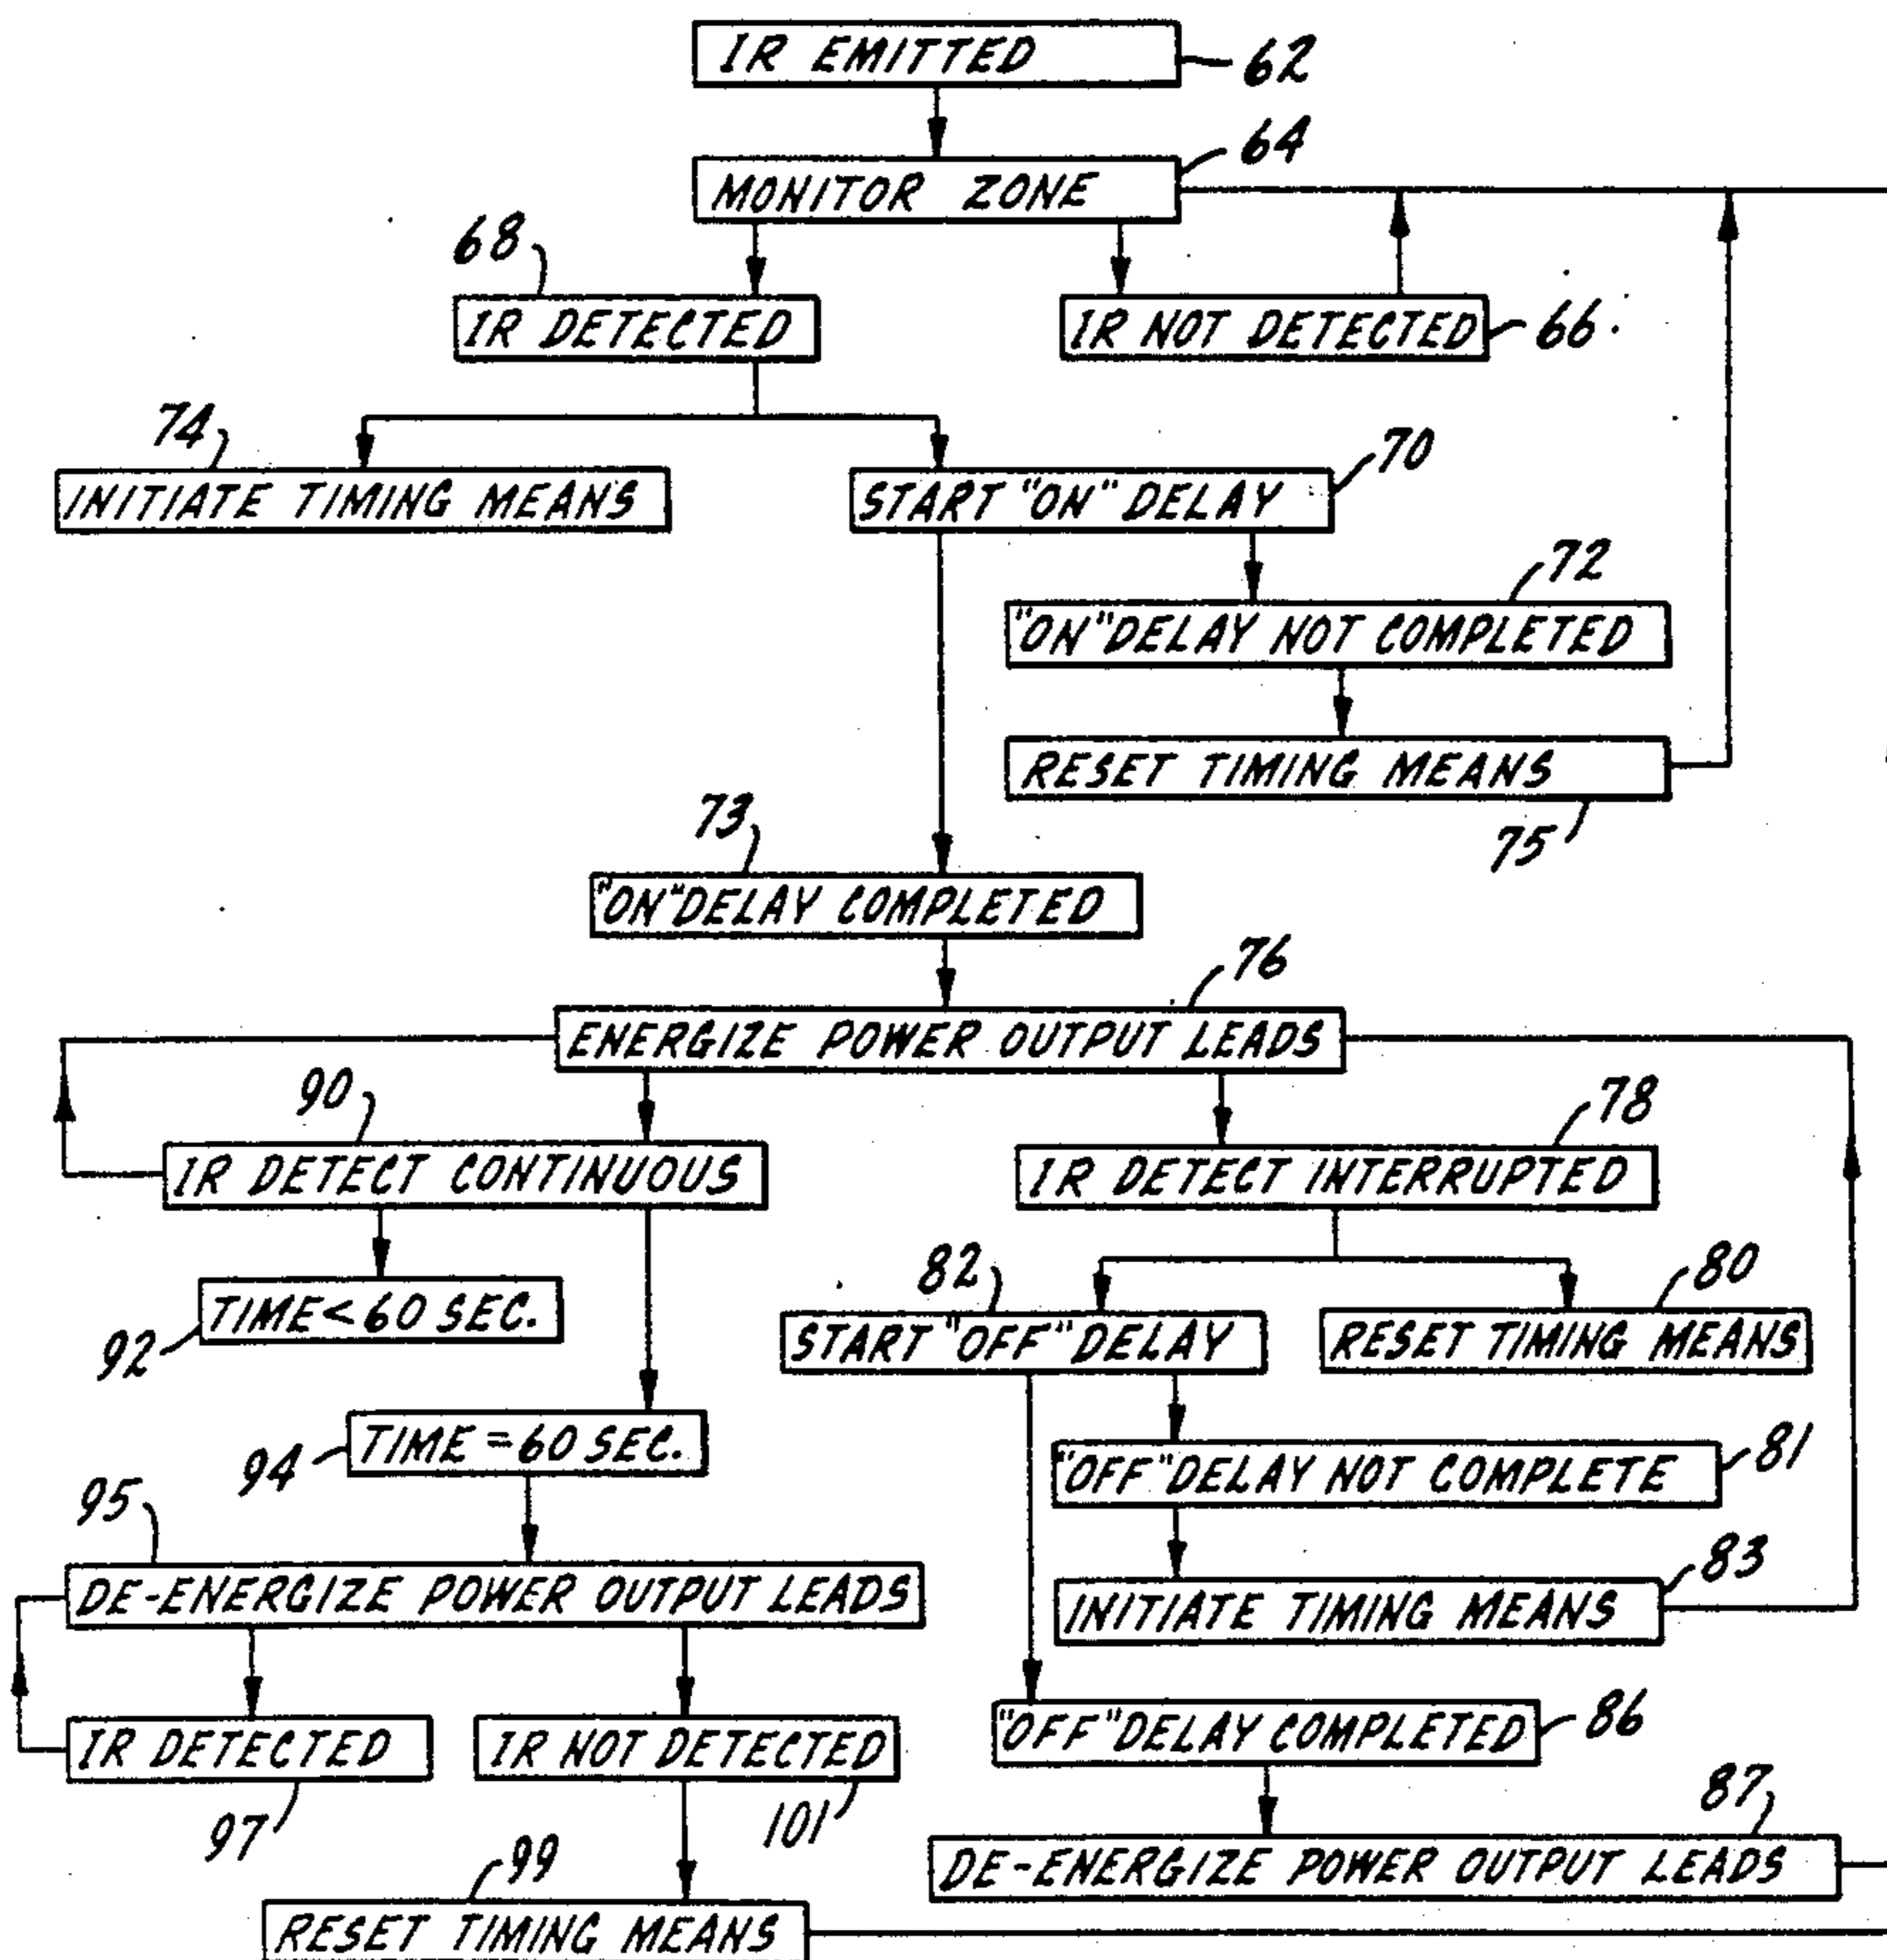 IR EMITTED
62
64
MONITOR ZONE
68
IR DETECTED
IR NOT DETECTED
66
74
70
INITIATE TIMING MEANS
START "ON" DELAY
72
"ON" DELAY NOT COMPLETED
RESET TIMING MEANS
75
73
"ON" DELAY COMPLETED
76
ENERGIZE POWER OUTPUT LEADS
90
78
IR DETECT CONTINUOUS
IR DETECT INTERRUPTED
82
80
TIME < 60 SEC.
92
START "OFF" DELAY
RESET TIMING MEANS
TIME = 60 SEC.
94
"OFF" DELAY NOT COMPLETE
81
95
83
DE-ENERGIZE POWER OUTPUT LEADS
INITIATE TIMING MEANS
IR DETECTED
IR NOT DETECTED
"OFF" DELAY COMPLETED
86
97
101
87
99
DE-ENERGIZE POWER OUTPUT LEADS
RESET TIMING MEANS